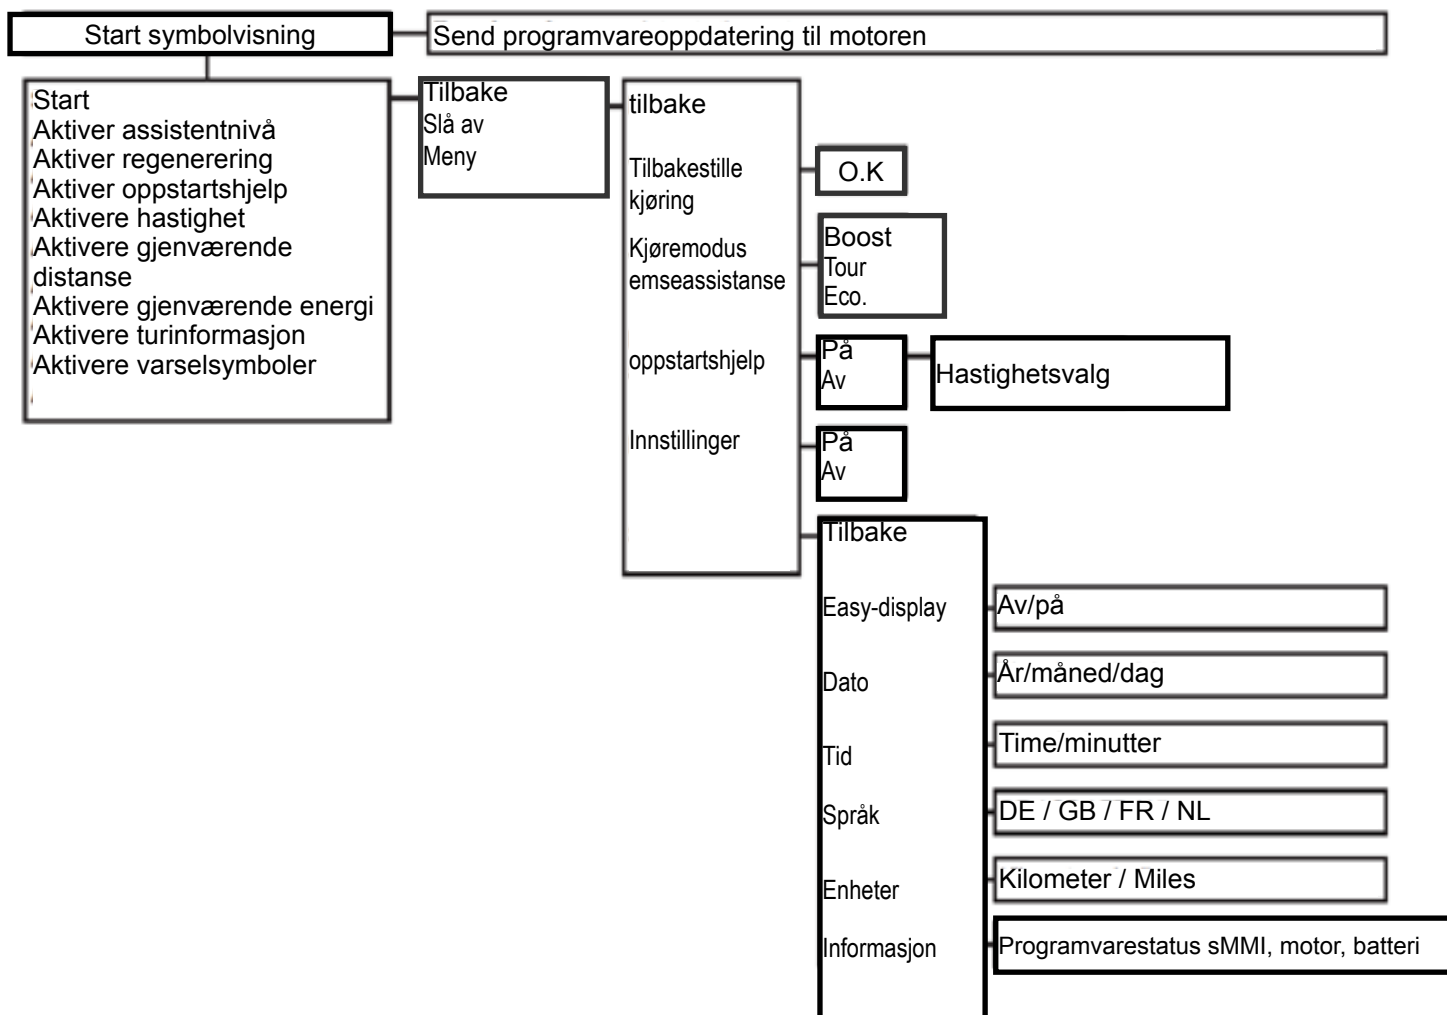 Start symbolvisning
Send programvareoppdatering til motoren
Start
Aktiver assistentnivå
Aktiver regenerering
Aktiver oppstartshjelp
Aktivere hastighet
Aktivere gjenværende
distanse
Aktivere gjenværende energi
Aktivere turinformasjon
Aktivere varselsymboler
Tilbake
Slå av
Meny
tilbake
Tilbakestille
kjøring
Kjøremodus
emseassistanse
oppstartshjelp
Innstillinger
O.K
Boost
Tour
Eco.
På
Av
Hastighetsvalg
På
Av
Tilbake
Easy-display
Dato
Tid
Språk
Enheter
Informasjon
Av/på
År/måned/dag
Time/minutter
DE / GB / FR / NL
Kilometer / Miles
Programvarestatus sMMI, motor, batteri